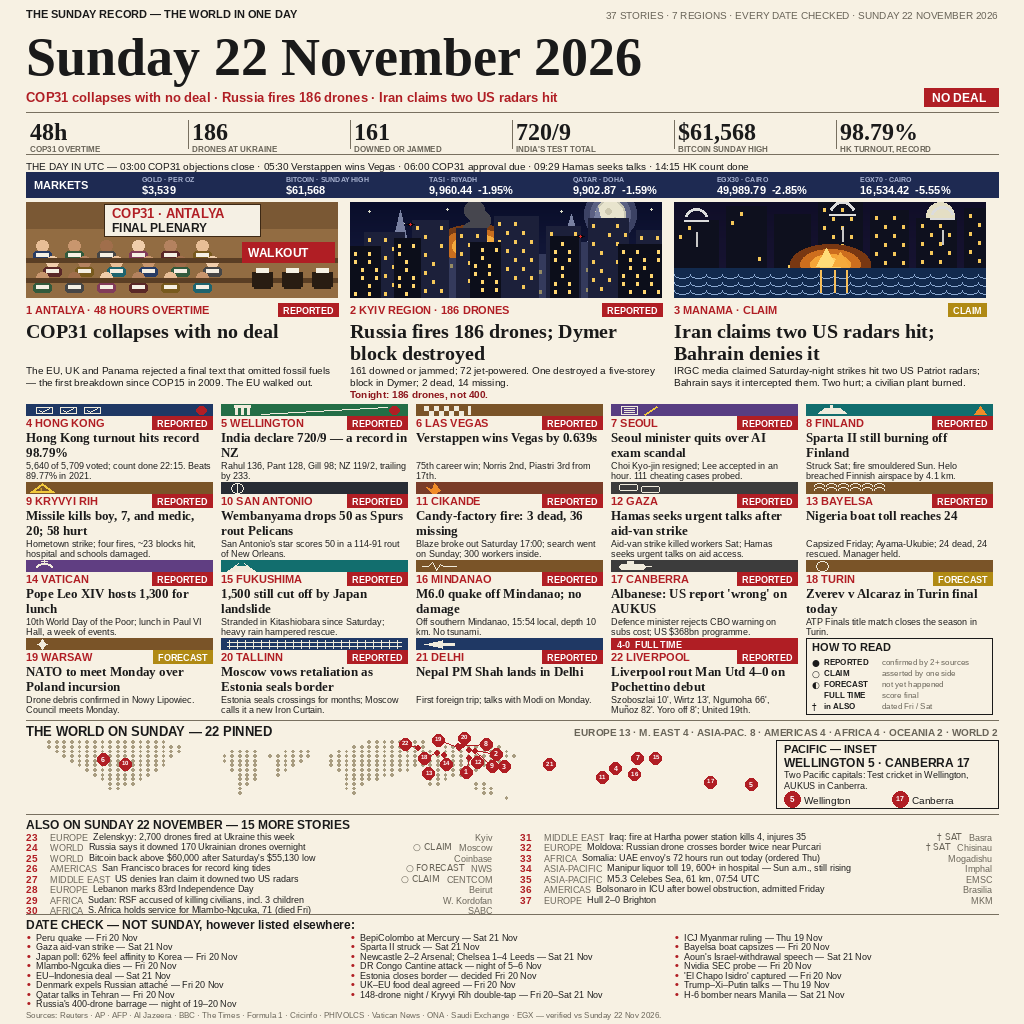 THE SUNDAY RECORD — THE WORLD IN ONE DAY
37 STORIES · 7 REGIONS · EVERY DATE CHECKED · SUNDAY 22 NOVEMBER 2026
Sunday 22 November 2026
COP31 collapses with no deal · Russia fires 186 drones · Iran claims two US radars hit
NO DEAL
48h
COP31 OVERTIME
186
DRONES AT UKRAINE
161
DOWNED OR JAMMED
720/9
INDIA'S TEST TOTAL
$61,568
BITCOIN SUNDAY HIGH
98.79%
HK TURNOUT, RECORD
THE DAY IN UTC — 03:00 COP31 objections close · 05:30 Verstappen wins Vegas · 06:00 COP31 approval due · 09:29 Hamas seeks talks · 14:15 HK count done
MARKETS
GOLD · PER OZ
$3,539
BITCOIN · SUNDAY HIGH
$61,568
TASI · RIYADH
9,960.44 -1.95%
QATAR · DOHA
9,902.87 -1.59%
EGX30 · CAIRO
49,989.79 -2.85%
EGX70 · CAIRO
16,534.42 -5.55%
COP31 · ANTALYA
FINAL PLENARY
WALKOUT
1 ANTALYA · 48 HOURS OVERTIME
REPORTED
COP31 collapses with no deal
The EU, UK and Panama rejected a final text that omitted fossil fuels
— the first breakdown since COP15 in 2009. The EU walked out.
2 KYIV REGION · 186 DRONES
REPORTED
Russia fires 186 drones; Dymer
block destroyed
161 downed or jammed; 72 jet-powered. One destroyed a five-storey
block in Dymer; 2 dead, 14 missing.
Tonight: 186 drones, not 400.
3 MANAMA · CLAIM
CLAIM
Iran claims two US radars hit;
Bahrain denies it
IRGC media claimed Saturday-night strikes hit two US Patriot radars;
Bahrain says it intercepted them. Two hurt; a civilian plant burned.
4 HONG KONG
REPORTED
Hong Kong turnout hits record
98.79%
5,640 of 5,709 voted; count done 22:15. Beats
89.77% in 2021.
5 WELLINGTON
REPORTED
India declare 720/9 — a record in
NZ
Rahul 136, Pant 128, Gill 98; NZ 119/2, trailing
by 233.
6 LAS VEGAS
REPORTED
Verstappen wins Vegas by 0.639s
75th career win; Norris 2nd, Piastri 3rd from
17th.
7 SEOUL
REPORTED
Seoul minister quits over AI
exam scandal
Choi Kyo-jin resigned; Lee accepted in an
hour. 111 cheating cases probed.
8 FINLAND
REPORTED
Sparta II still burning off
Finland
Struck Sat; fire smouldered Sun. Helo
breached Finnish airspace by 4.1 km.
9 KRYVYI RIH
REPORTED
Missile kills boy, 7, and medic,
20; 58 hurt
Hometown strike; four fires, ~23 blocks hit,
hospital and schools damaged.
10 SAN ANTONIO
REPORTED
Wembanyama drops 50 as Spurs
rout Pelicans
San Antonio's star scores 50 in a 114-91 rout
of New Orleans.
11 CIKANDE
REPORTED
Candy-factory fire: 3 dead, 36
missing
Blaze broke out Saturday 17:00; search went
on Sunday; 300 workers inside.
12 GAZA
REPORTED
Hamas seeks urgent talks after
aid-van strike
Aid-van strike killed workers Sat; Hamas
seeks urgent talks on aid access.
13 BAYELSA
REPORTED
Nigeria boat toll reaches 24
Capsized Friday; Ayama-Ukubie; 24 dead, 24
rescued. Manager held.
14 VATICAN
REPORTED
Pope Leo XIV hosts 1,300 for
lunch
10th World Day of the Poor; lunch in Paul VI
Hall, a week of events.
15 FUKUSHIMA
REPORTED
1,500 still cut off by Japan
landslide
Stranded in Kitashiobara since Saturday;
heavy rain hampered rescue.
16 MINDANAO
REPORTED
M6.0 quake off Mindanao; no
damage
Off southern Mindanao, 15:54 local, depth 10
km. No tsunami.
17 CANBERRA
REPORTED
Albanese: US report 'wrong' on
AUKUS
Defence minister rejects CBO warning on
subs cost; US $368bn programme.
18 TURIN
FORECAST
Zverev v Alcaraz in Turin final
today
ATP Finals title match closes the season in
Turin.
19 WARSAW
FORECAST
NATO to meet Monday over
Poland incursion
Drone debris confirmed in Nowy Lipowiec.
Council meets Monday.
20 TALLINN
REPORTED
Moscow vows retaliation as
Estonia seals border
Estonia seals crossings for months; Moscow
calls it a new Iron Curtain.
21 DELHI
REPORTED
Nepal PM Shah lands in Delhi
First foreign trip; talks with Modi on Monday.
4-0 FULL TIME
22 LIVERPOOL
REPORTED
Liverpool rout Man Utd 4–0 on
Pochettino debut
Szoboszlai 10', Wirtz 13', Ngumoha 66',
Muñoz 82'. Yoro off 8'; United 19th.
HOW TO READ
● REPORTED confirmed by 2+ sources
○ CLAIM asserted by one side
◐ FORECAST not yet happened
FULL TIME score final
† in ALSO dated Fri / Sat
THE WORLD ON SUNDAY — 22 PINNED
EUROPE 13 · M. EAST 4 · ASIA-PAC. 8 · AMERICAS 4 · AFRICA 4 · OCEANIA 2 · WORLD 2
6
10
22
19
20
8
18
2
14
12
9
3
13
1
21
11
4
7
16
15
17
5
PACIFIC — INSET
WELLINGTON 5 · CANBERRA 17
Two Pacific capitals: Test cricket in Wellington,
AUKUS in Canberra.
5 Wellington
17 Canberra
ALSO ON SUNDAY 22 NOVEMBER — 15 MORE STORIES
23 EUROPE Zelenskyy: 2,700 drones fired at Ukraine this week Kyiv
24 WORLD Russia says it downed 170 Ukrainian drones overnight ○ CLAIM Moscow
25 WORLD Bitcoin back above $60,000 after Saturday's $55,130 low Coinbase
26 AMERICAS San Francisco braces for record king tides ○ FORECAST NWS
27 MIDDLE EAST US denies Iran claim it downed two US radars ○ CLAIM CENTCOM
28 EUROPE Lebanon marks 83rd Independence Day Beirut
29 AFRICA Sudan: RSF accused of killing civilians, incl. 3 children W. Kordofan
30 AFRICA S. Africa holds service for Mlambo-Ngcuka, 71 (died Fri) SABC
31 MIDDLE EAST Iraq: fire at Hartha power station kills 4, injures 35 † SAT Basra
32 EUROPE Moldova: Russian drone crosses border twice near Purcari † SAT Chisinau
33 AFRICA Somalia: UAE envoy's 72 hours run out today (ordered Thu) Mogadishu
34 ASIA-PACIFIC Manipur liquor toll 19, 600+ in hospital — Sun a.m., still rising Imphal
35 ASIA-PACIFIC M5.3 Celebes Sea, 61 km, 07:54 UTC EMSC
36 AMERICAS Bolsonaro in ICU after bowel obstruction, admitted Friday Brasilia
37 EUROPE Hull 2–0 Brighton MKM
DATE CHECK — NOT SUNDAY, however listed elsewhere:
• Peru quake — Fri 20 Nov
• Gaza aid-van strike — Sat 21 Nov
• Japan poll: 62% feel affinity to Korea — Fri 20 Nov
• Mlambo-Ngcuka dies — Fri 20 Nov
• EU–Indonesia deal — Sat 21 Nov
• Denmark expels Russian attaché — Fri 20 Nov
• Qatar talks in Tehran — Fri 20 Nov
• Russia's 400-drone barrage — night of 19–20 Nov
• BepiColombo at Mercury — Sat 21 Nov
• Sparta II struck — Sat 21 Nov
• Newcastle 2–2 Arsenal; Chelsea 1–4 Leeds — Sat 21 Nov
• DR Congo Cantine attack — night of 5–6 Nov
• Estonia closes border — decided Fri 20 Nov
• UK–EU food deal agreed — Fri 20 Nov
• 148-drone night / Kryvyi Rih double-tap — Fri 20–Sat 21 Nov
• ICJ Myanmar ruling — Thu 19 Nov
• Bayelsa boat capsizes — Fri 20 Nov
• Aoun's Israel-withdrawal speech — Sat 21 Nov
• Nvidia SEC probe — Fri 20 Nov
• 'El Chapo Isidro' captured — Fri 20 Nov
• Trump–Xi–Putin talks — Thu 19 Nov
• H-6 bomber nears Manila — Sat 21 Nov
Sources: Reuters · AP · AFP · Al Jazeera · BBC · The Times · Formula 1 · Cricinfo · PHIVOLCS · Vatican News · ONA · Saudi Exchange · EGX — verified vs Sunday 22 Nov 2026.